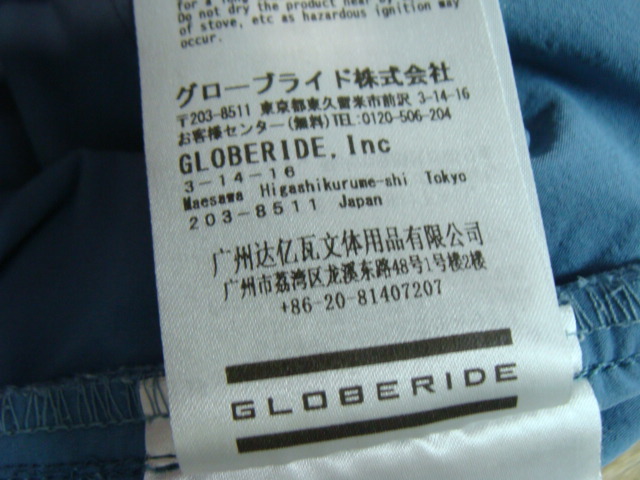 for a long
Do not dry the product near by
of stove, etc as hazardous ignition may
occur.
グローブライド株式会社
〒203-8511 東京都東久留米市前沢 3-14-16
お客様センター(無料)TEL:0120-506-204
GLOBERIDE, Inc
3-14-16
Maesawa Higashikurume-shi Tokyo
203-8511 Japan
广州达亿瓦文体用品有限公司
广州市荔湾区龙溪东路48号1号楼2楼
+86-20-81407207
GLOBERIDE